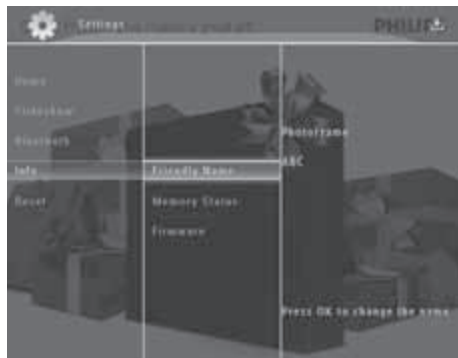 Settings
PHILIPS
Demo
Slideshow
Bluetooth
Info
Reset
Friendly Name
Memory Status
Firmware
Photoframe
ABC
Press OK to change the name